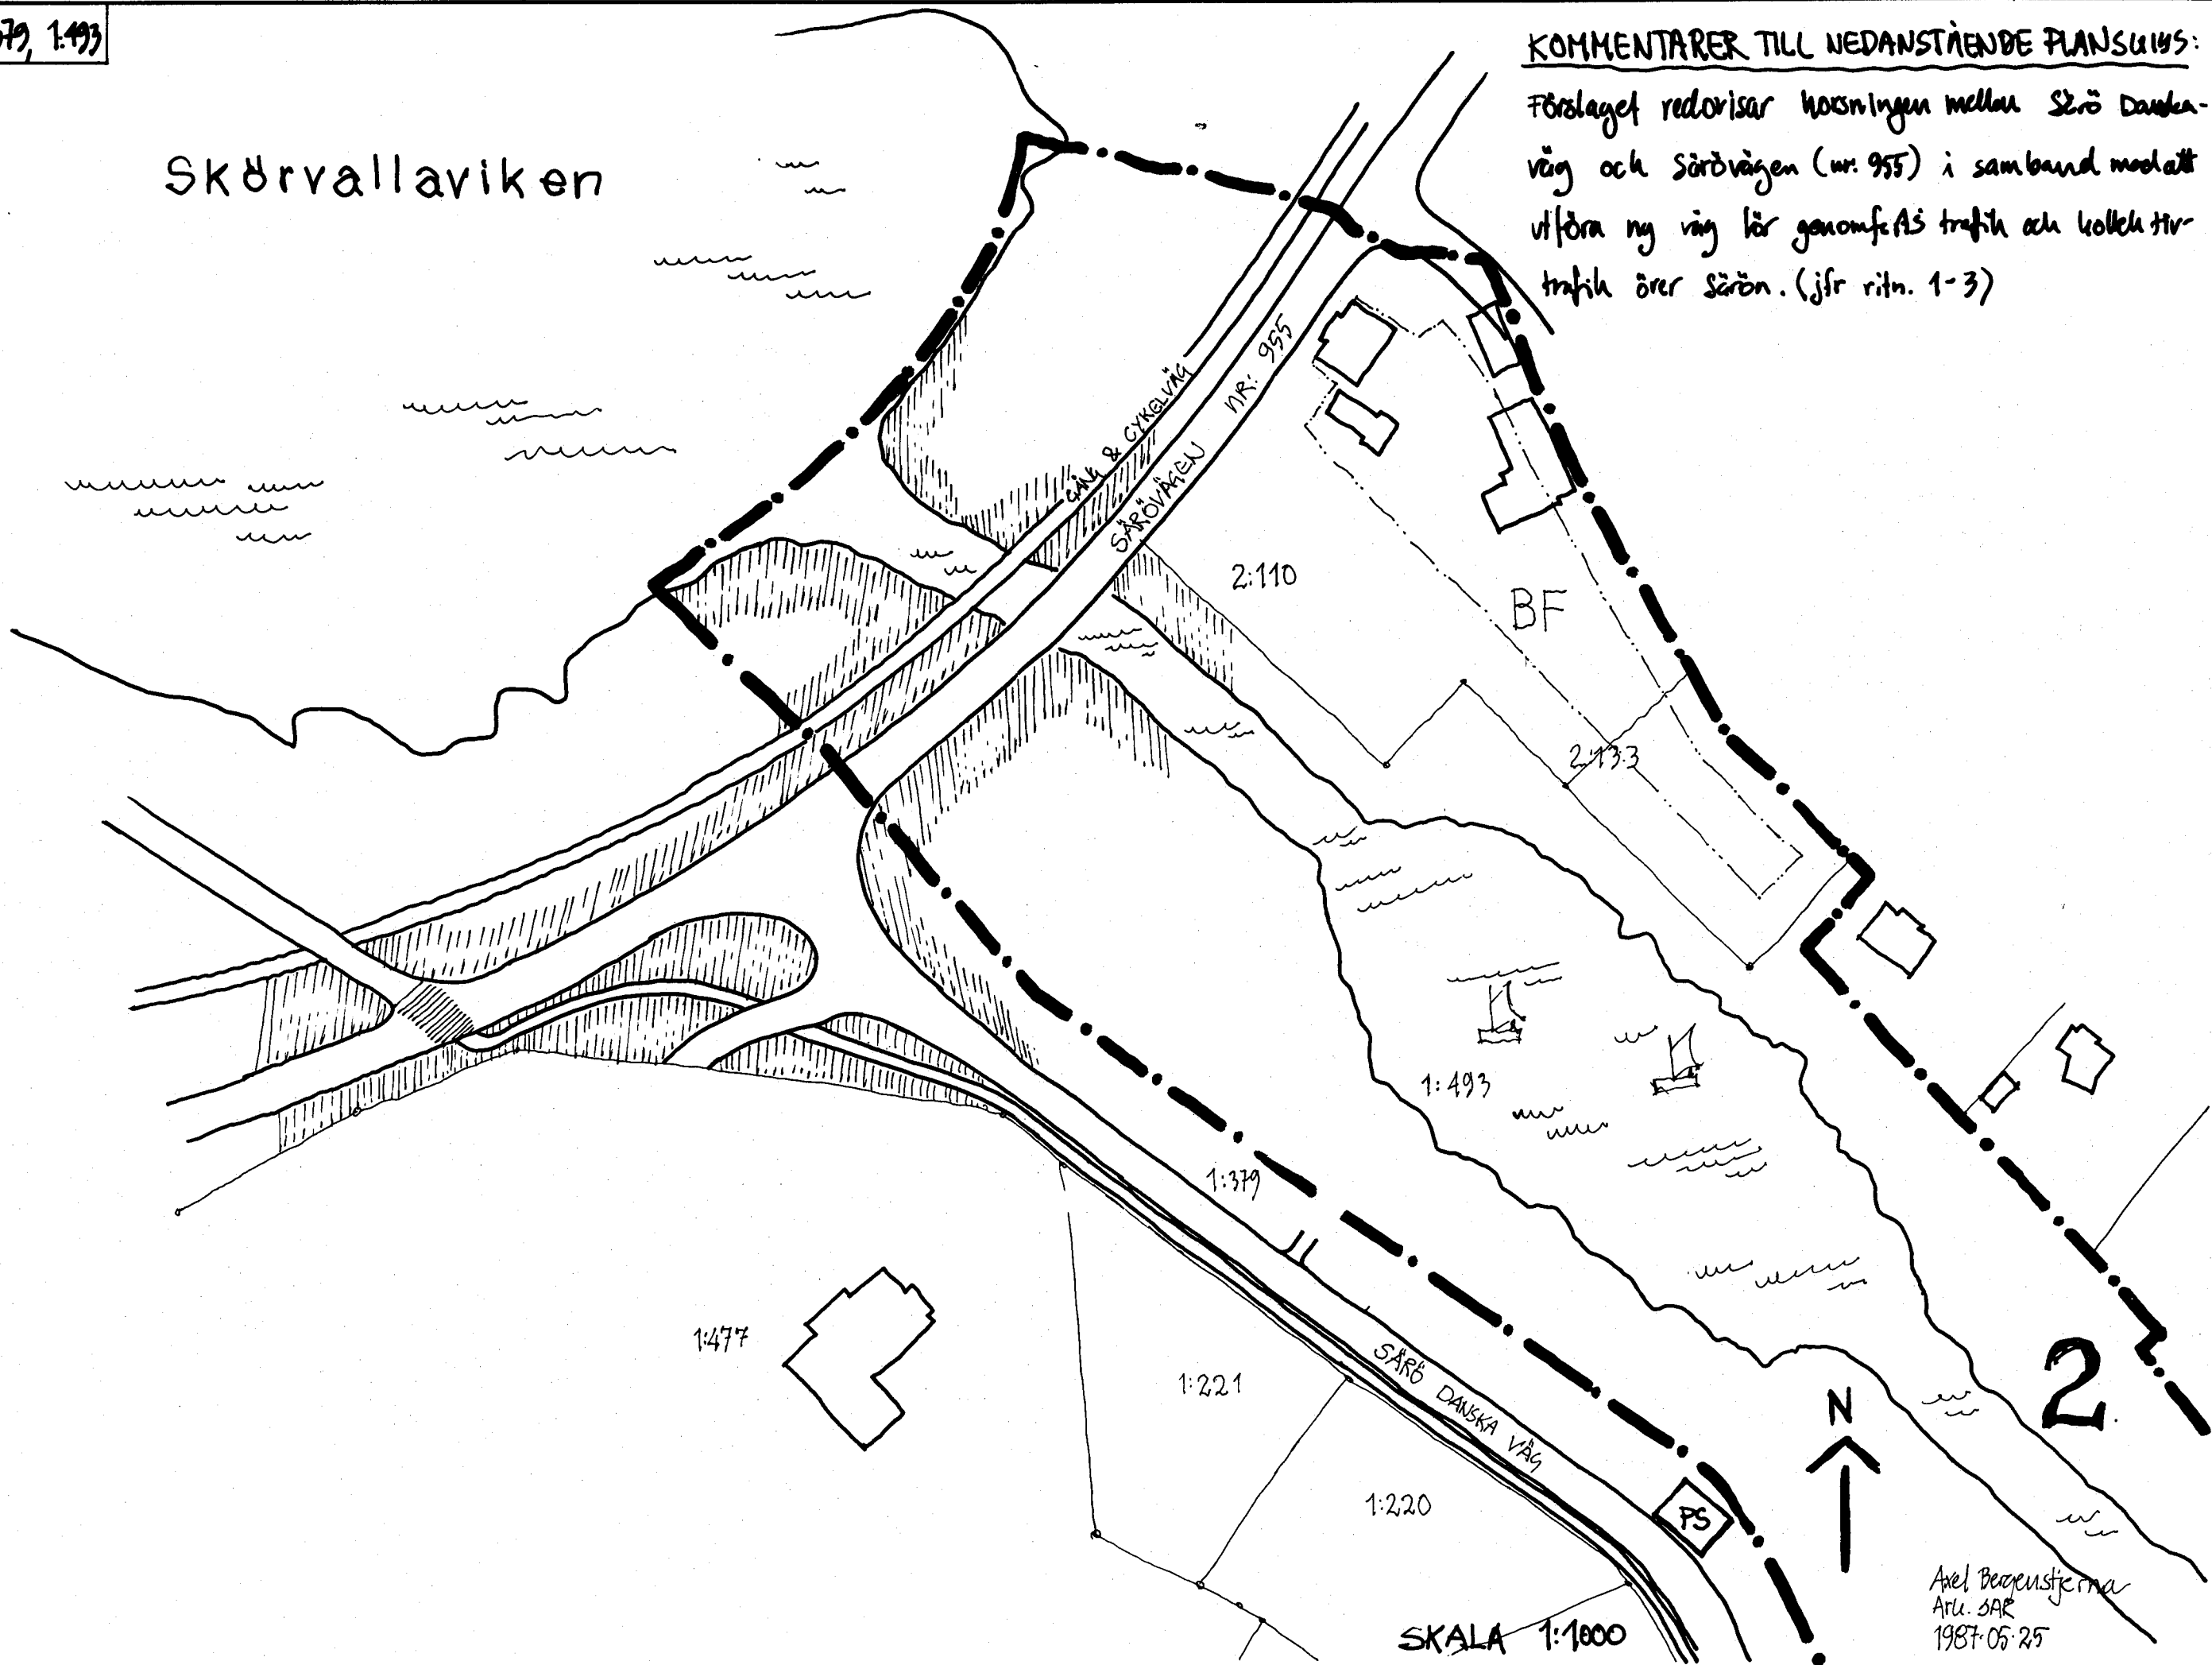 79, 1:493
KOMMENTARER TILL NEDANSTÅENDE PLANSKISS:
Förslaget redovisar korsningen mellan Särö Danska-
väg och Särövägen (nr: 955) i samband med att
utföra ny väg för genomfarts trafik och kollektiv-
trafik över Särön. (jfr ritn. 1-3)
Skörvallaviken
GÅNG & CYKELVÄG
SÄRÖVÄGEN NR: 955
2:110
BF
2:133
1:493
1:379
1:477
1:221
SÄRÖ DANSKA VÄG
1:220
PS
N
2
SKALA 1:1000
Axel Bergenstjerna
Ark. SAR
1987-05-25